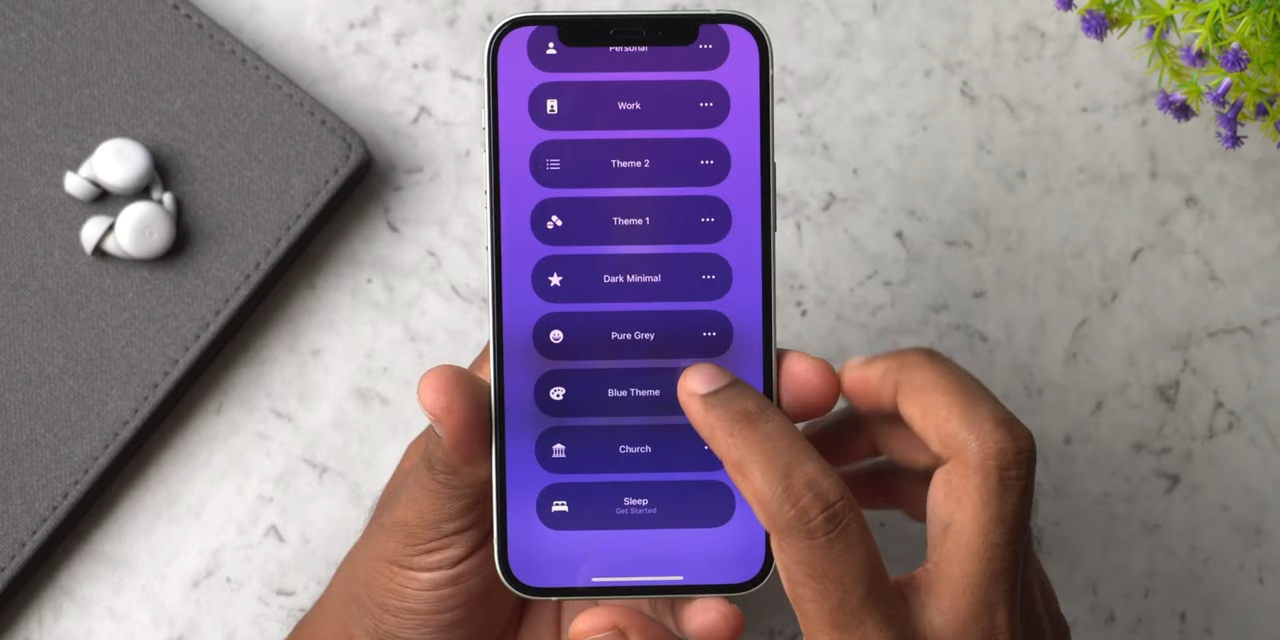 Personal
Work
Theme 2
Theme 1
Dark Minimal
Pure Grey
Blue Theme
Church
Sleep
Get Started